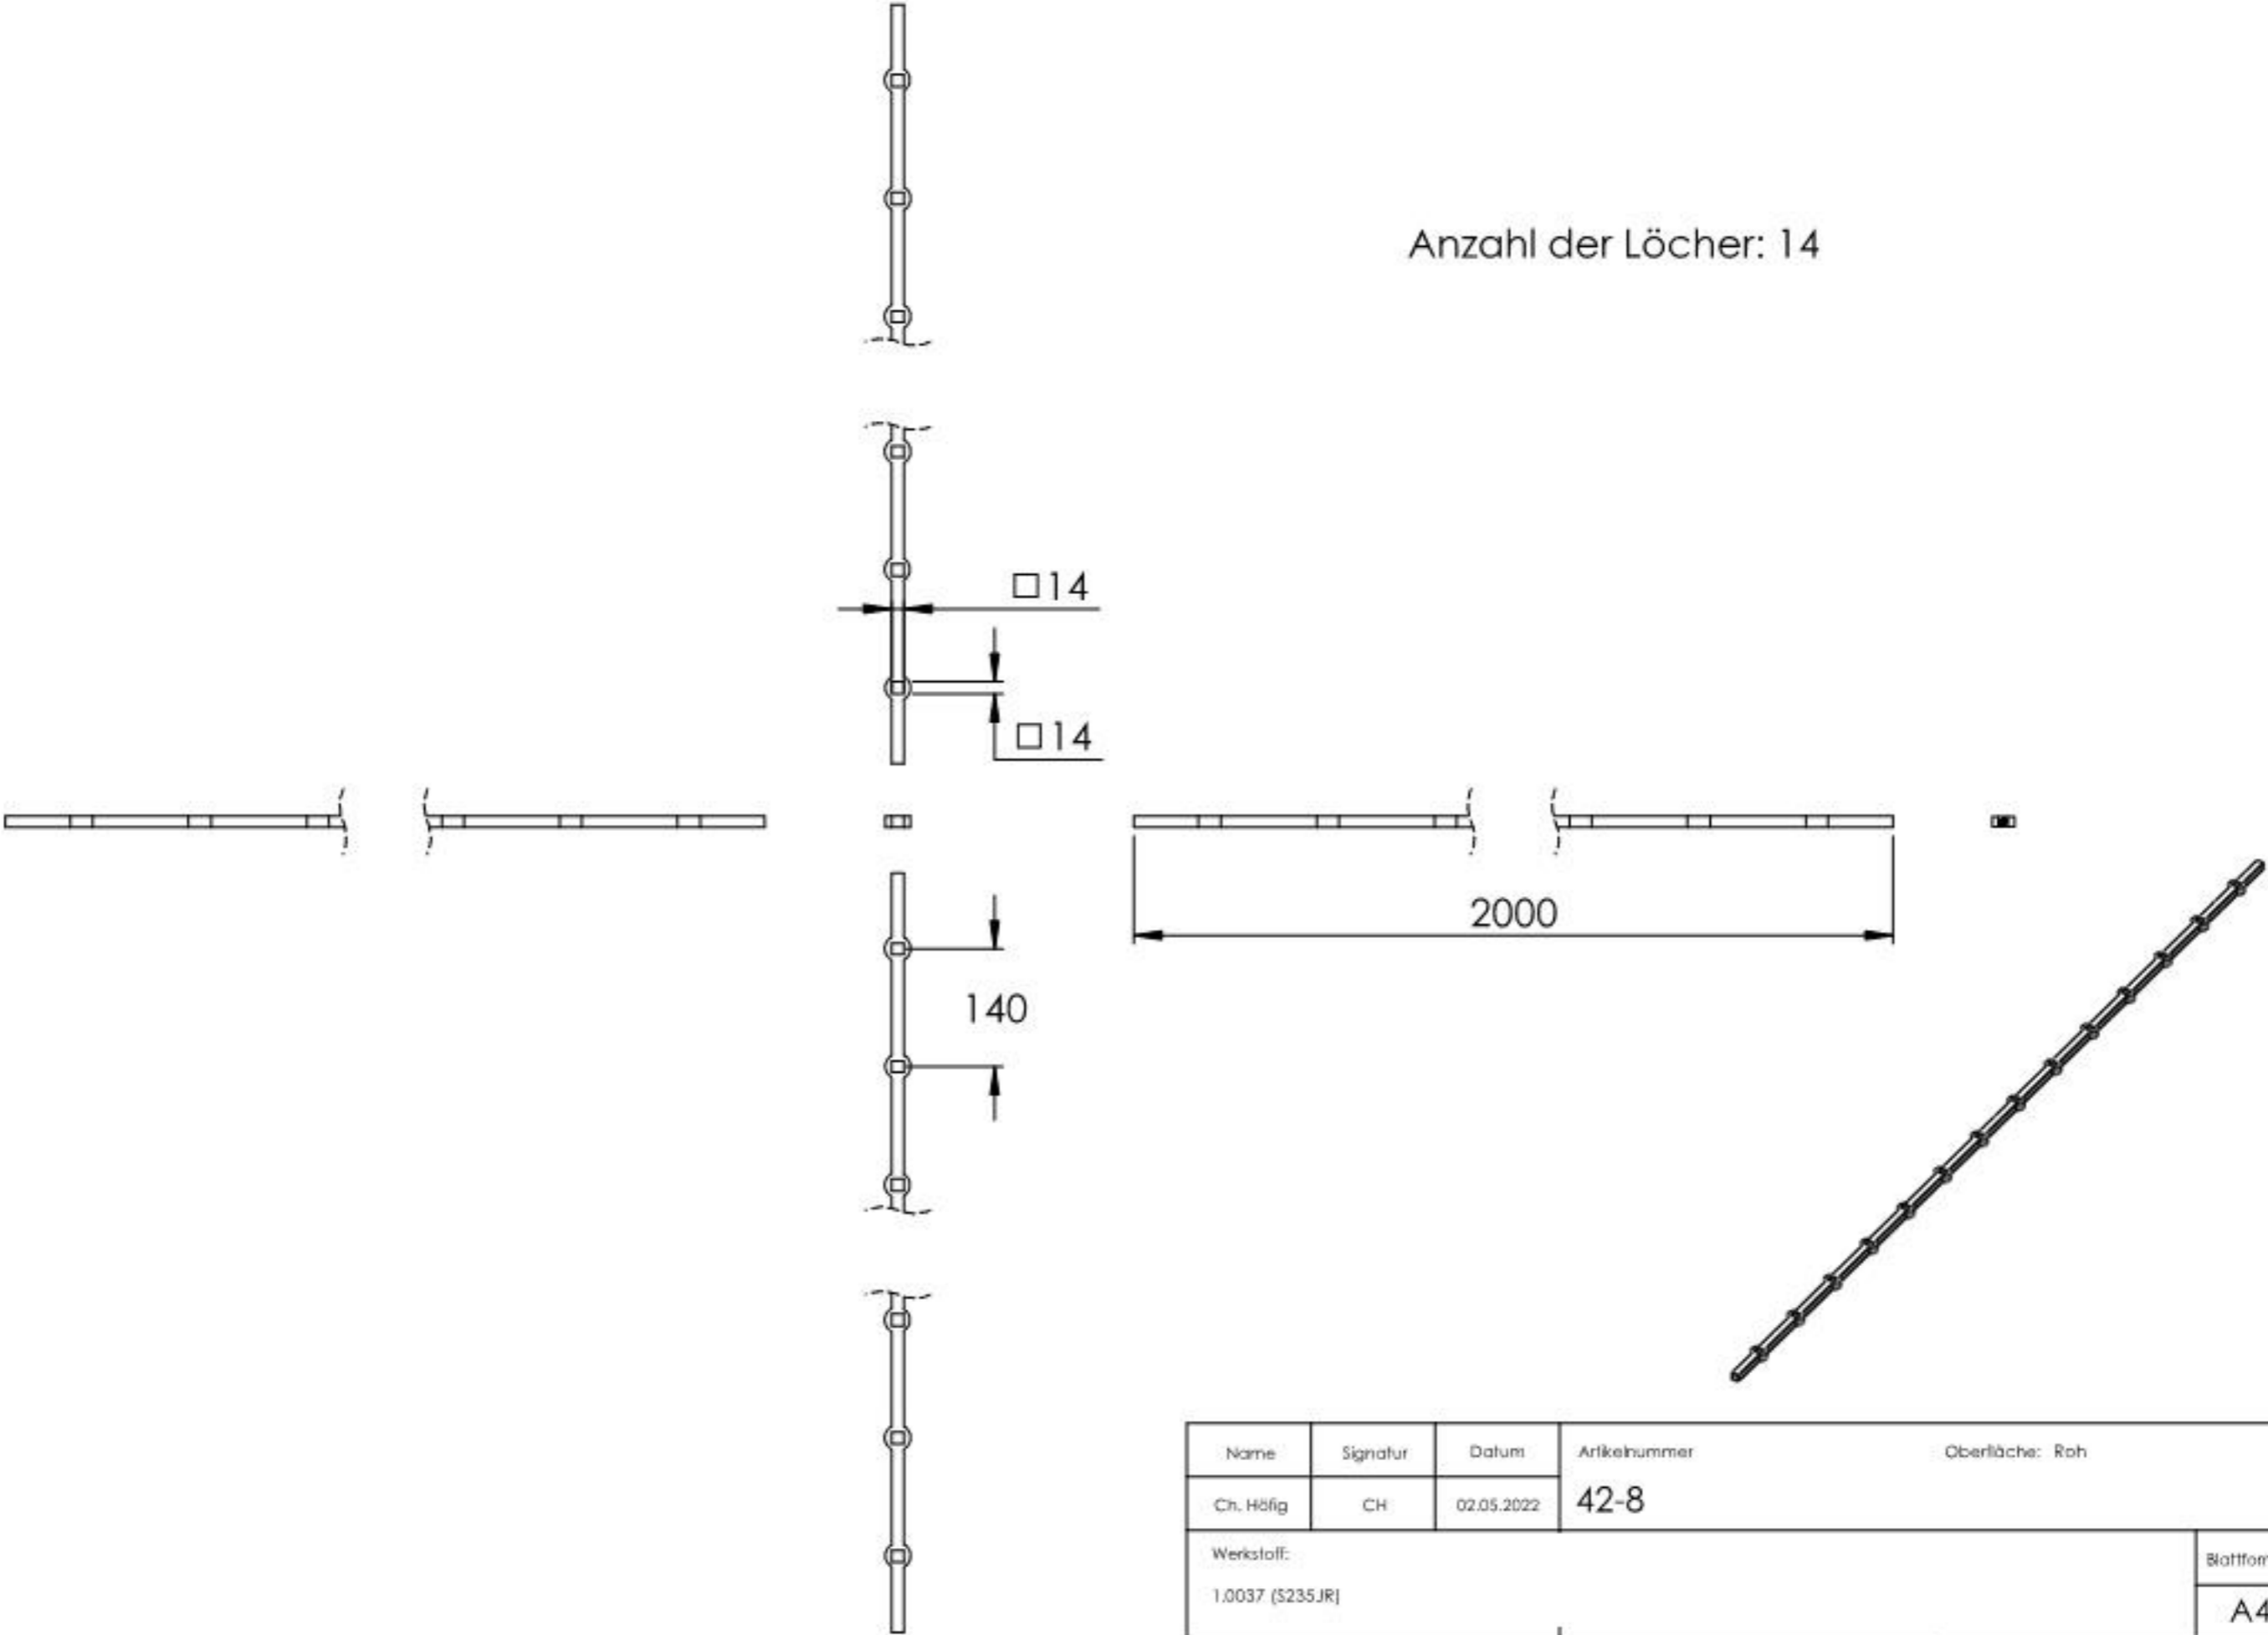 Anzahl der Löcher: 14
□14
□14
2000
140
Name Signatur Datum Artikelnummer Oberfläche: Roh
Ch. Höfig CH 02.05.2022 42-8
Werkstoff:
1.0037 (S235JR)
A4